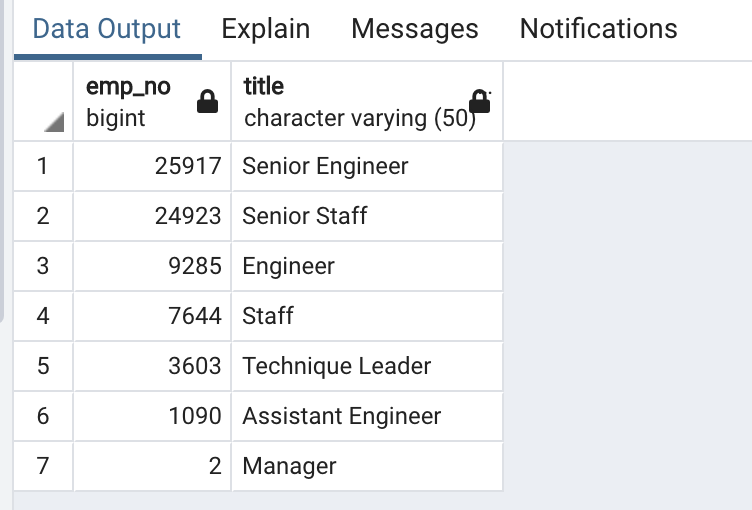 Data Output Explain Messages Notifications
emp_no title
bigint character varying (50)
1 25917 Senior Engineer
2 24923 Senior Staff
3 9285 Engineer
4 7644 Staff
5 3603 Technique Leader
6 1090 Assistant Engineer
7 2 Manager